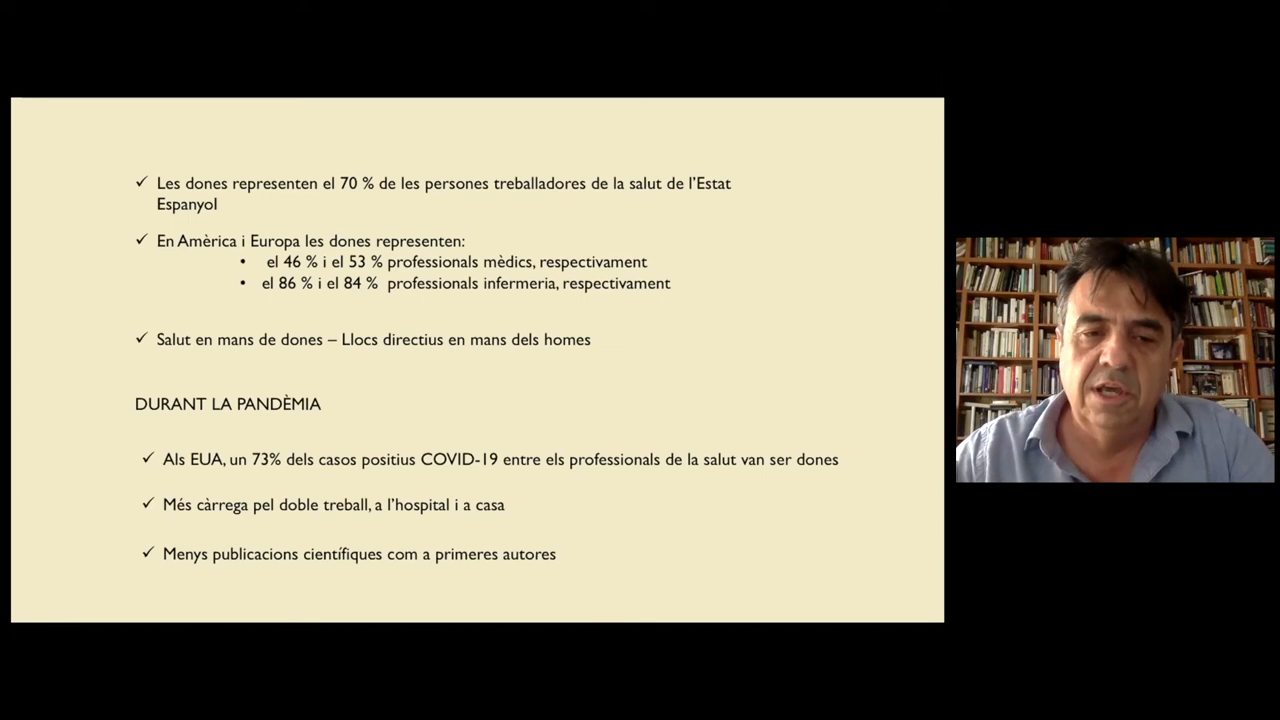 ✓ Les dones representen el 70 % de les persones treballadores de la salut de l'Estat
Espanyol
✓ En Amèrica i Europa les dones representen:
• el 46 % i el 53 % professionals mèdics, respectivament
• el 86 % i el 84 % professionals infermeria, respectivament
✓ Salut en mans de dones – Llocs directius en mans dels homes
DURANT LA PANDÈMIA
✓ Als EUA, un 73% dels casos positius COVID-19 entre els professionals de la salut van ser dones
✓ Més càrrega pel doble treball, a l'hospital i a casa
✓ Menys publicacions científiques com a primeres autores